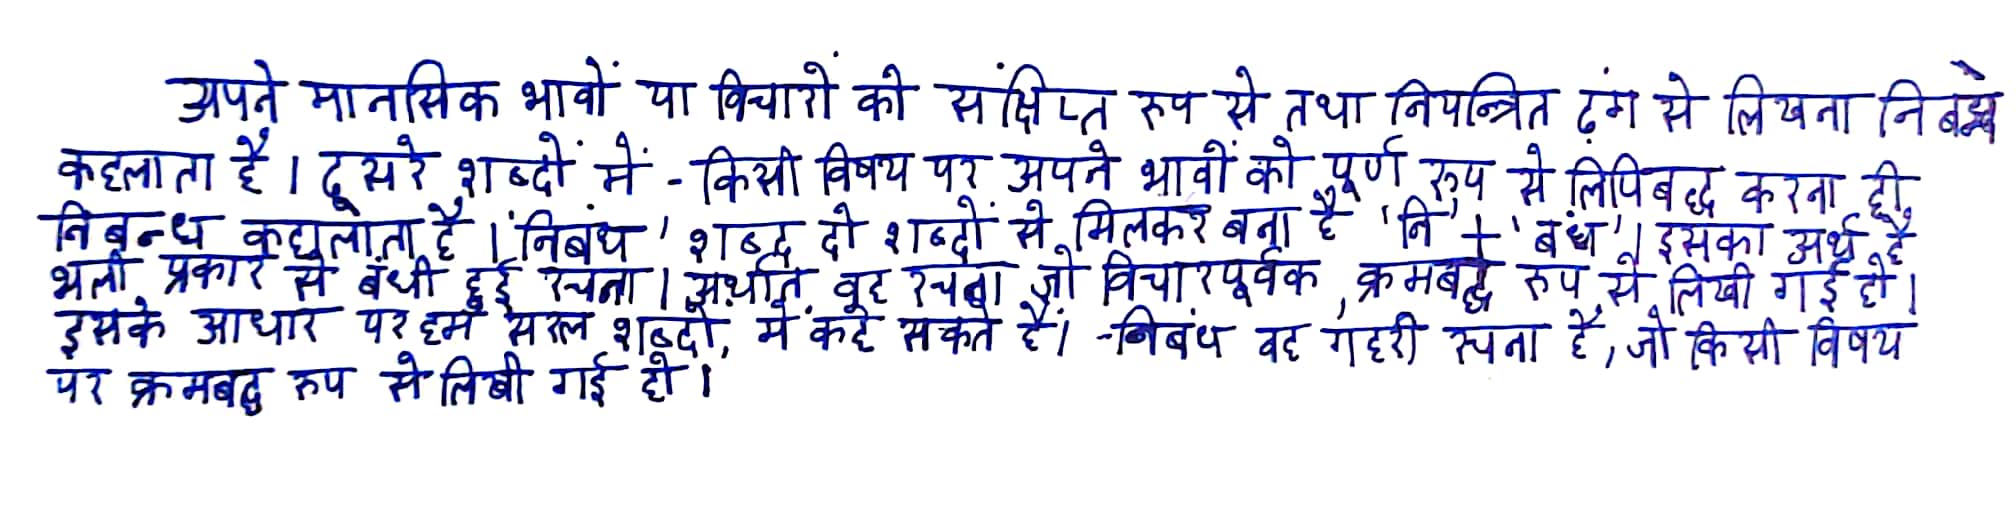 अपने मानसिक भावों या विचारों को संक्षिप्त रूप से तथा नियन्त्रित ढंग से लिखना
कहलाता है । दूसरे शब्दों में - किसी विषय पर अपने भावों को पूर्ण रूप से लिपिबद्ध करना ही
निबन्ध कहलाता है । 'निबंध' शब्द दो शब्दों से मिलकर बना है 'नि' + 'बंध' । इसका अर्थ है
भली प्रकार से बंधी हुई रचना । अर्थात वह रचना जो विचारपूर्वक, क्रमबद्ध रूप से लिखी गई हो ।
इसके आधार पर हम सरल शब्दों, में कह सकते हैं। - निबंध वह गहरी रचना है, जो किसी विषय
पर क्रमबद्ध रुप से लिखी गई हो ।